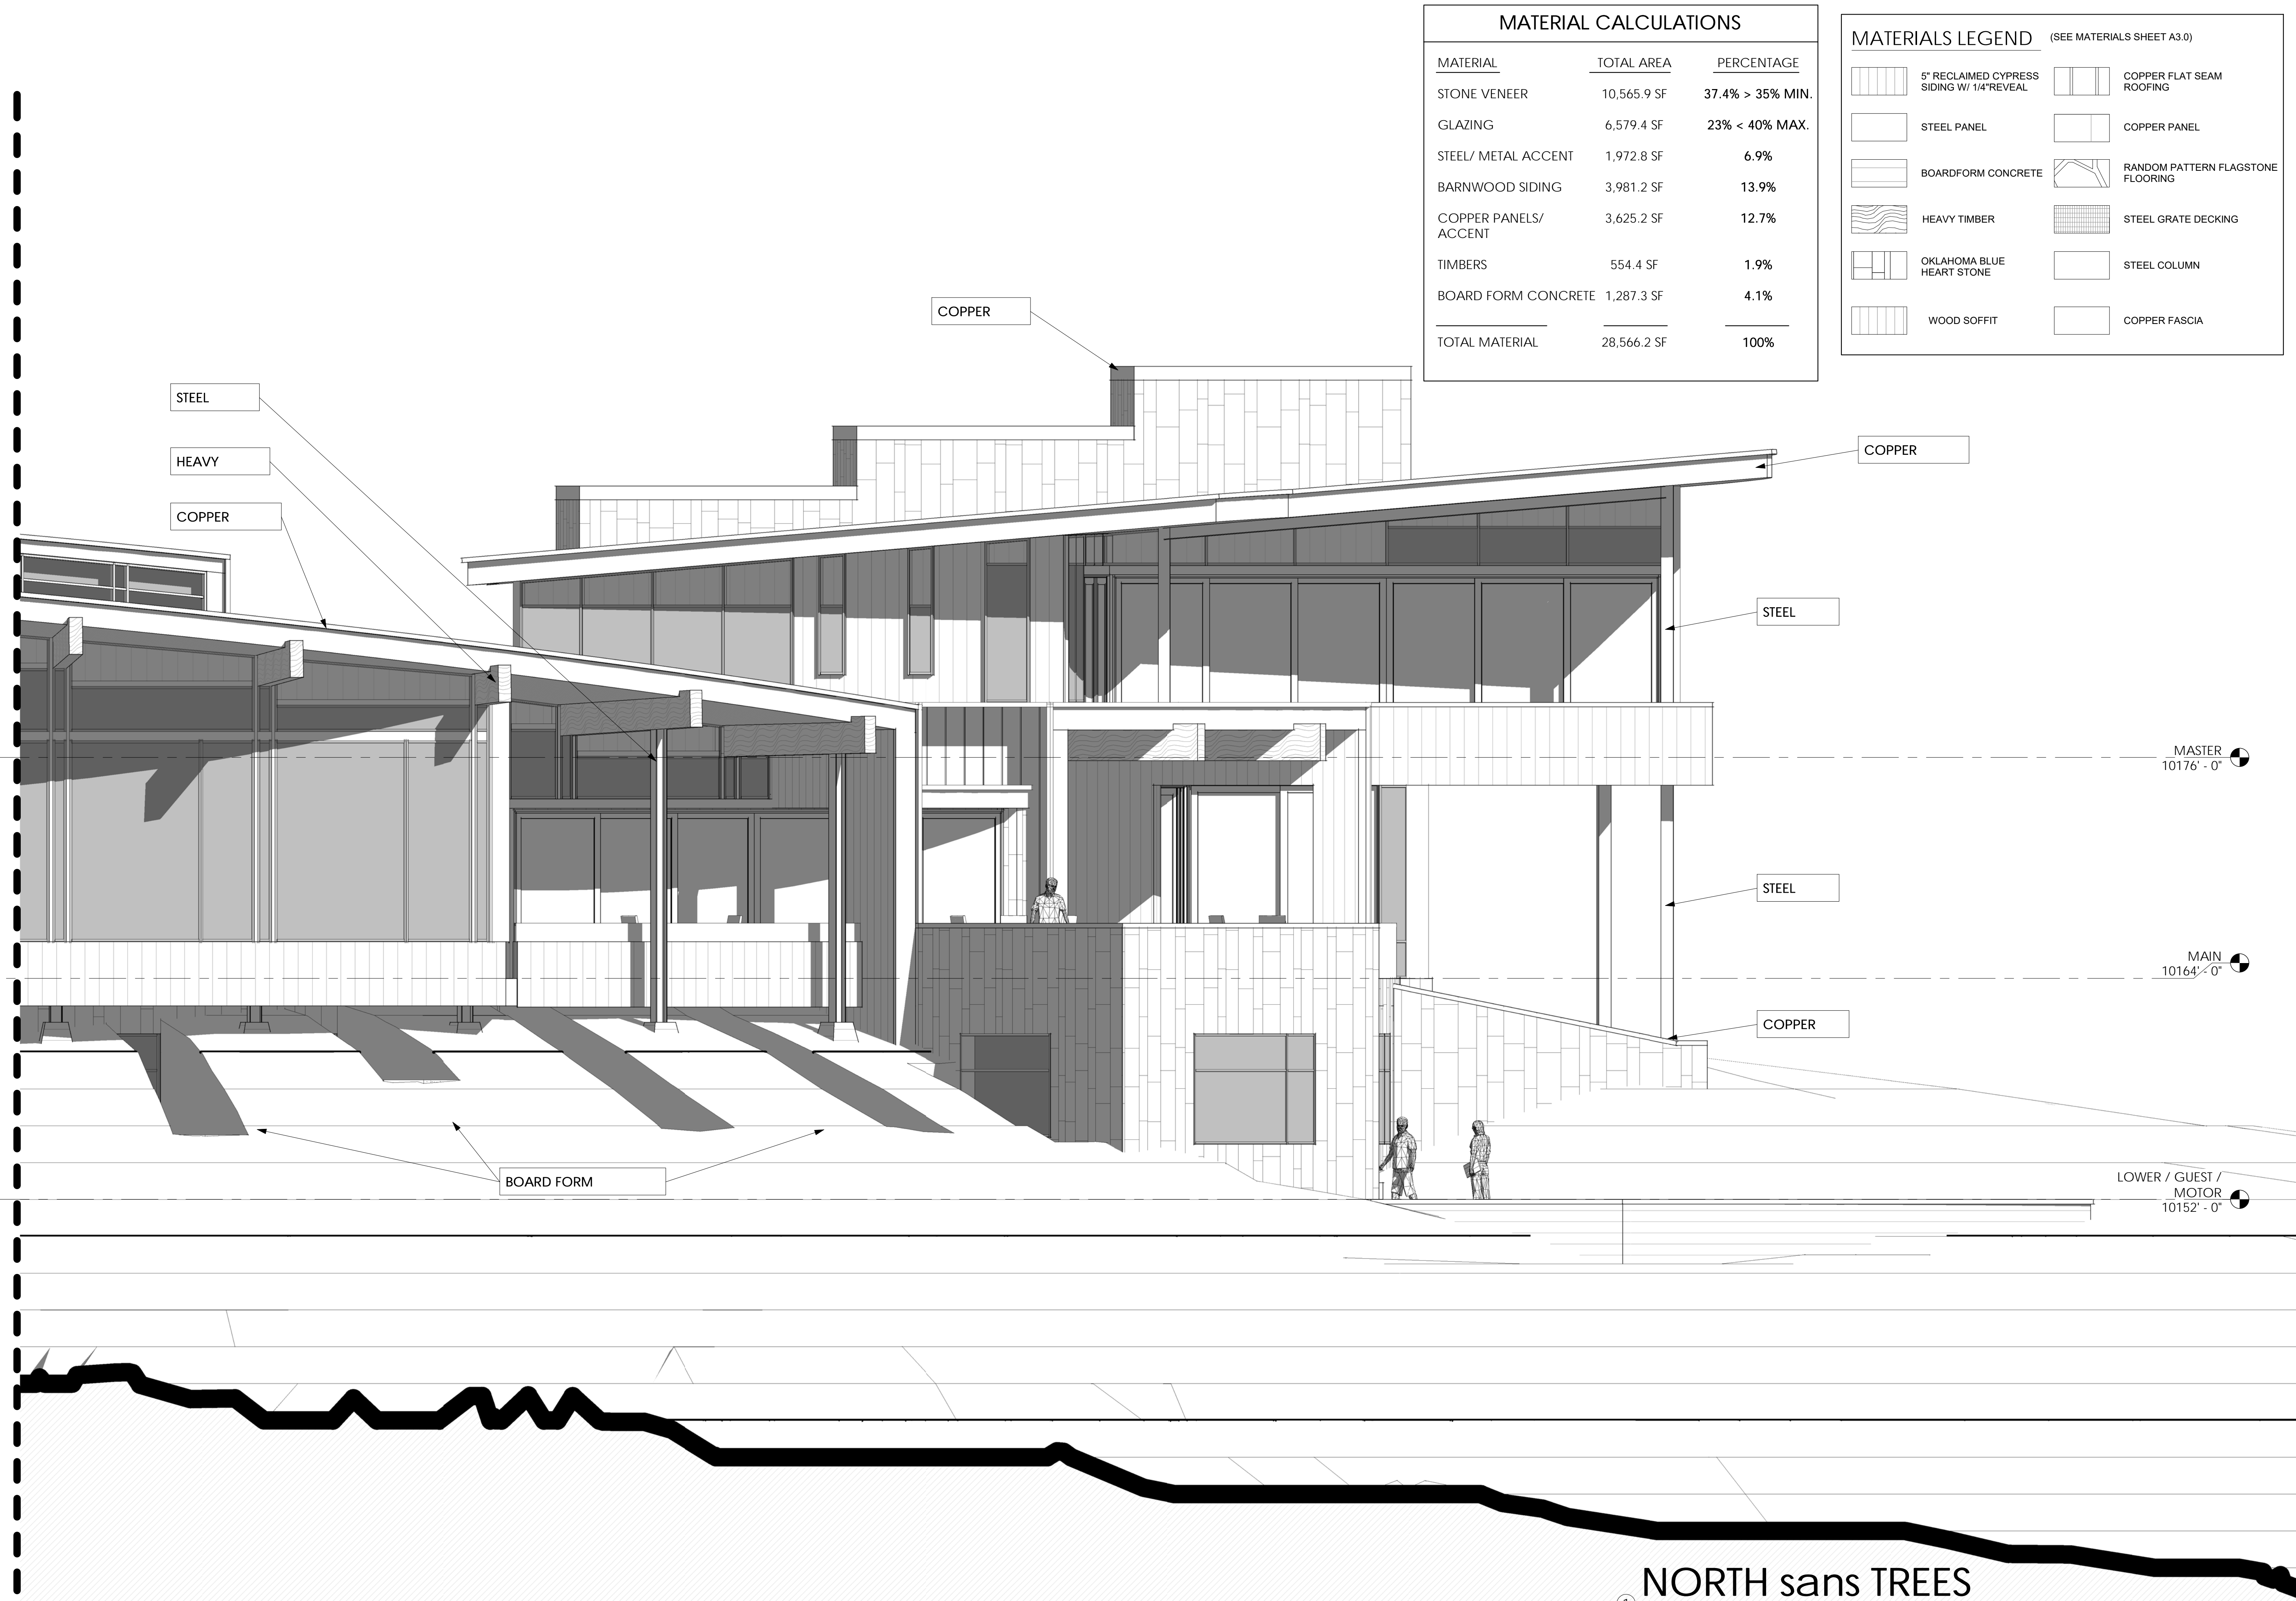 MATERIAL CALCULATIONS
MATERIAL TOTAL AREA PERCENTAGE
STONE VENEER 10,565.9 SF 37.4% > 35% MIN.
GLAZING 6,579.4 SF 23% < 40% MAX.
STEEL/ METAL ACCENT 1,972.8 SF 6.9%
BARNWOOD SIDING 3,981.2 SF 13.9%
COPPER PANELS/ 3,625.2 SF 12.7%
ACCENT
TIMBERS 554.4 SF 1.9%
BOARD FORM CONCRETE 1,287.3 SF 4.1%
TOTAL MATERIAL 28,566.2 SF 100%
MATERIALS LEGEND (SEE MATERIALS SHEET A3.0)
5" RECLAIMED CYPRESS
SIDING W/ 1/4"REVEAL
COPPER FLAT SEAM
ROOFING
STEEL PANEL
COPPER PANEL
BOARDFORM CONCRETE
RANDOM PATTERN FLAGSTONE
FLOORING
HEAVY TIMBER
STEEL GRATE DECKING
OKLAHOMA BLUE
HEART STONE
STEEL COLUMN
WOOD SOFFIT
COPPER FASCIA
COPPER
STEEL
HEAVY
COPPER
COPPER
STEEL
MASTER
10176' - 0"
STEEL
MAIN
10164' - 0"
COPPER
BOARD FORM
LOWER / GUEST /
MOTOR
10152' - 0"
NORTH sans TREES